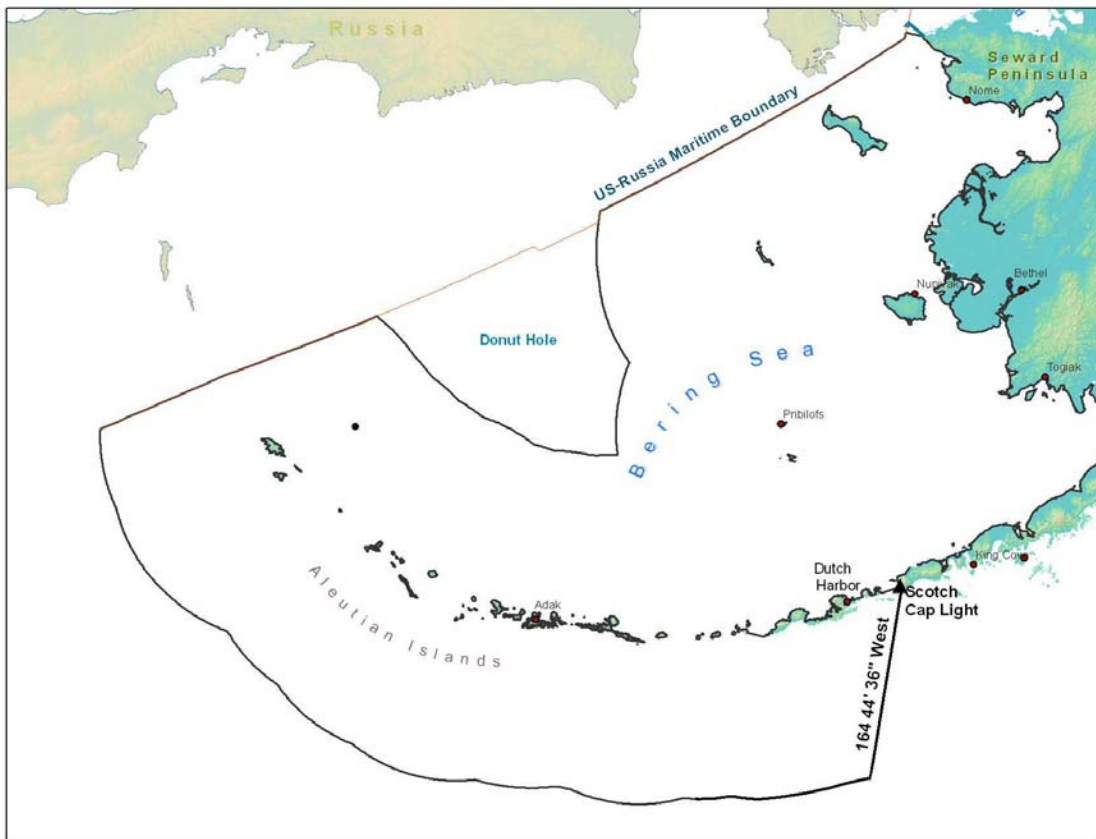 Russia
Seward
Peninsula
Nome
US-Russia Maritime Boundary
Bethel
Nunivak
Donut Hole
Togiak
Bering Sea
Pribilofs
King Cove
Dutch
Harbor
Scotch
Cap Light
Adak
Aleutian Islands
164 44' 36" West